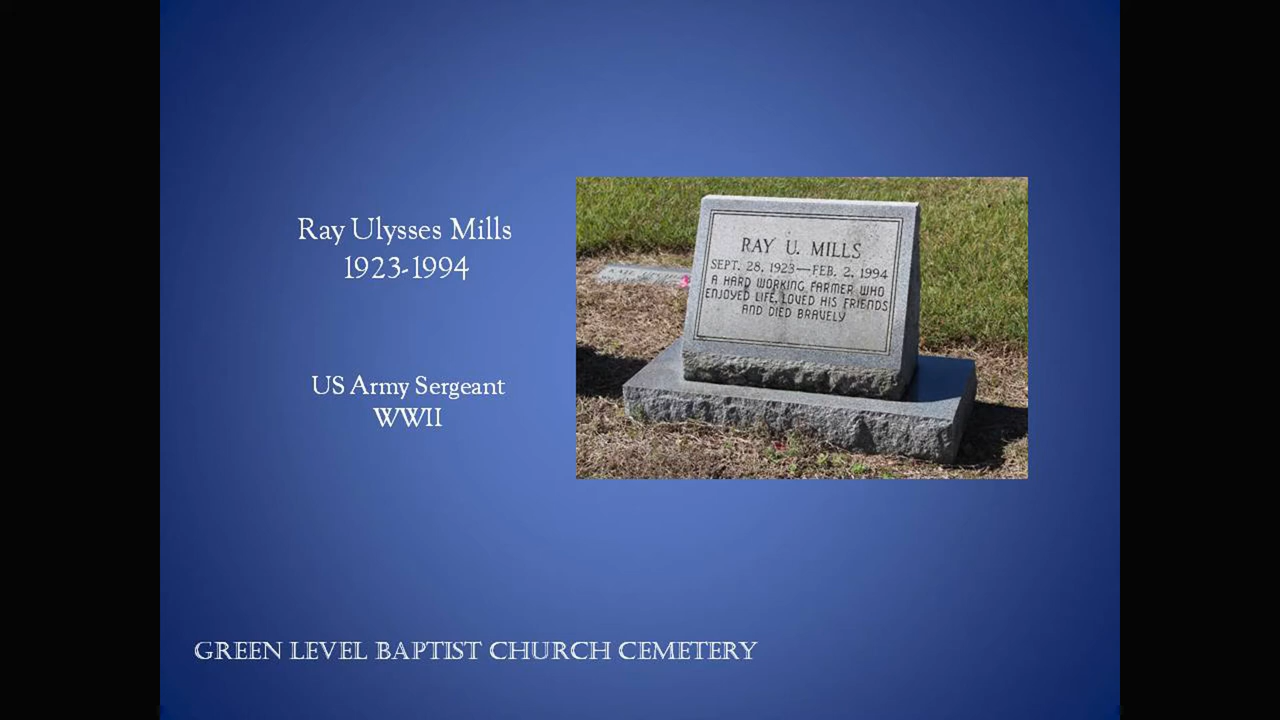 Ray Ulysses Mills
1923-1994
US Army Sergeant
WWII
RAY U. MILLS
SEPT. 28, 1923—FEB. 2, 1994
A HARD WORKING FARMER WHO
ENJOYED LIFE, LOVED HIS FRIENDS
AND DIED BRAVELY
GREEN LEVEL BAPTIST CHURCH CEMETERY